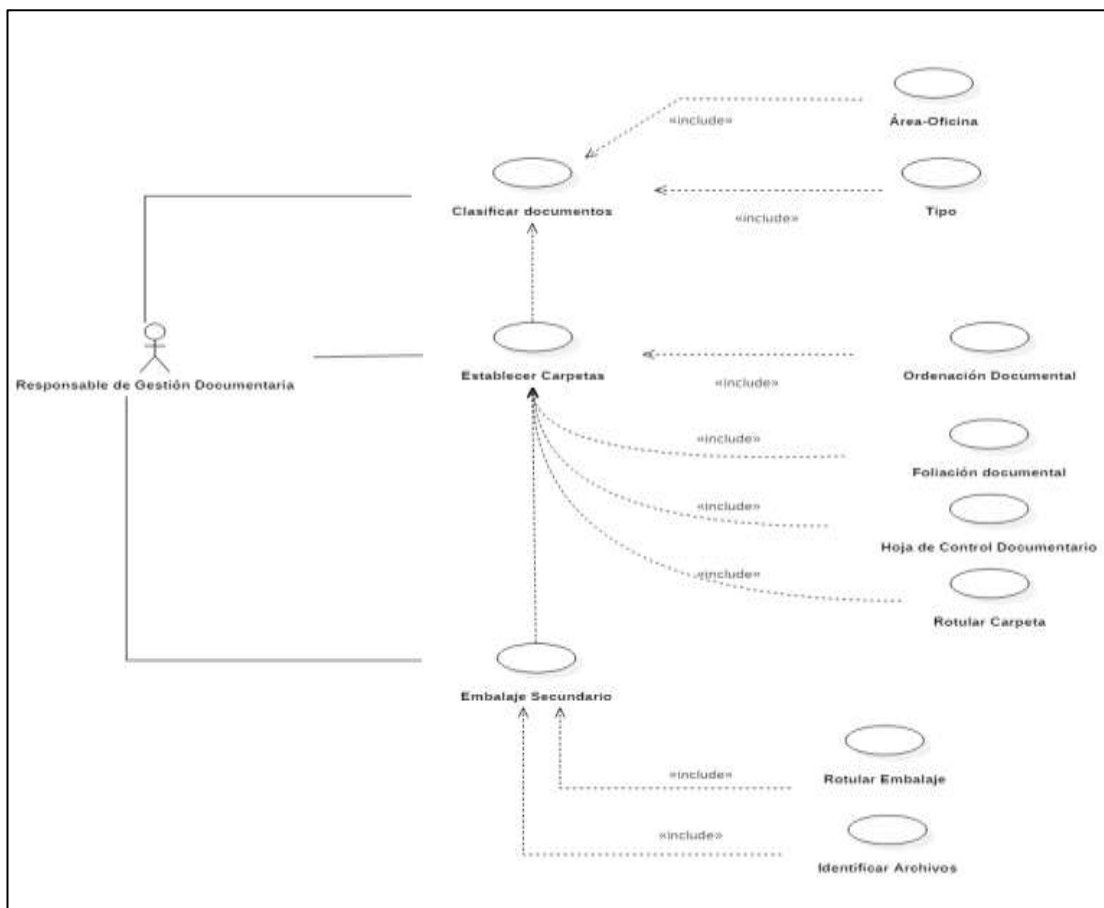 «include»
Área-Oficina
Clasificar documentos
Tipo
«include»
Responsable de Gestión Documentaria
Establecer Carpetas
«include»
Ordenación Documental
«include»
Foliación documental
«include»
Hoja de Control Documentario
«include»
Rotular Carpeta
Embalaje Secundario
«include»
Rotular Embalaje
«include»
Identificar Archivos